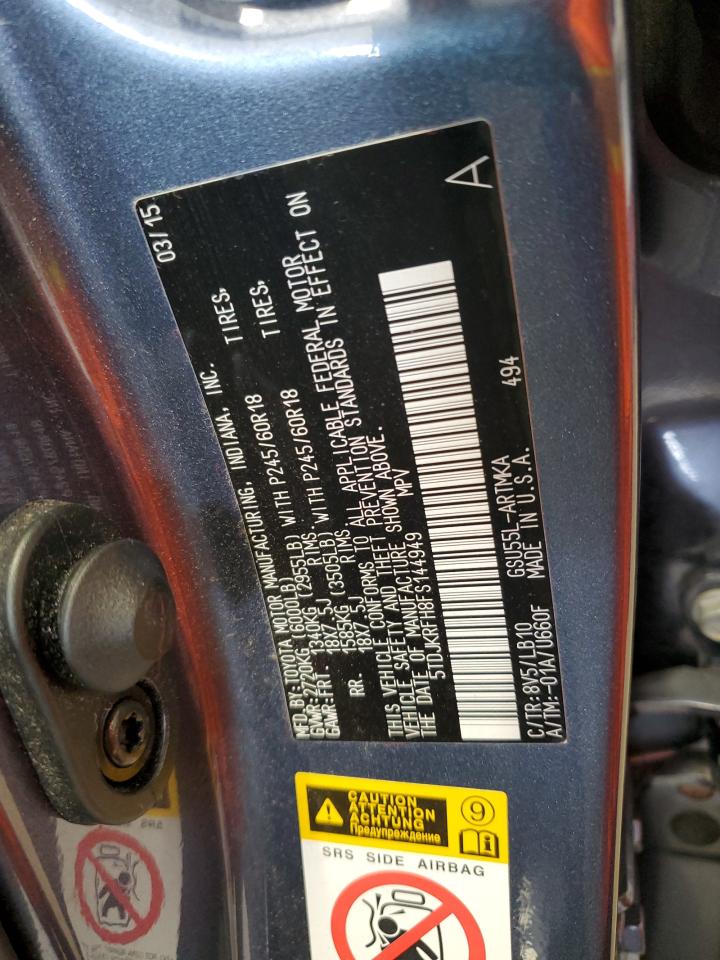 MFD.BY:TOYOTA MOTOR MANUFACTURING, INDIANA, INC. 03/15
GVWR:2720KG (6000LB)
GAWR:FRT. 1340KG (2955LB) WITH P245/60R18 TIRES,
18X7.5J RIMS
RR. 1585KG (3505LB) WITH P245/60R18 TIRES,
18X7.5J RIMS
THIS VEHICLE CONFORMS TO ALL APPLICABLE FEDERAL MOTOR
VEHICLE SAFETY AND THEFT PREVENTION STANDARDS IN EFFECT ON
THE DATE OF MANUFACTURE SHOWN ABOVE.
5TDJKRFH8FS144949 MPV
A
C/TR:8V5/LB10 GSU55L-ARTMKA 494
A/TM:-01A/U660F MADE IN U.S.A.
CAUTION
ATTENTION
ACHTUNG
Предупреждение
9
SRS SIDE AIRBAG